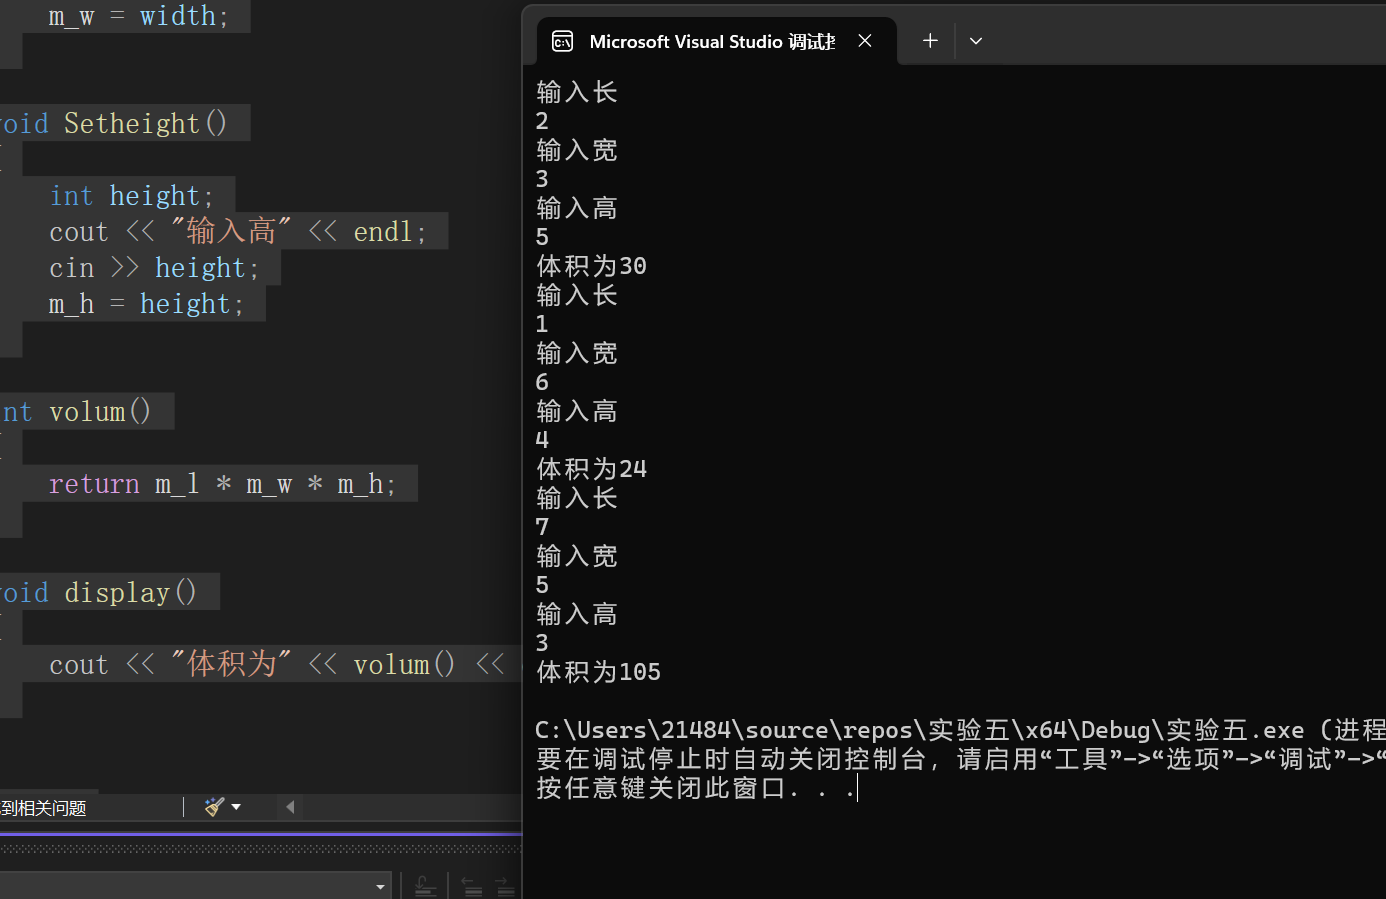 m_w = width;
void Setheight()
int height;
cout << "输入高" << endl;
cin >> height;
m_h = height;
int volum()
return m_l * m_w * m_h;
void display()
cout << "体积为" << volum() <<
到相关问题
Microsoft Visual Studio 调试
输入长
2
输入宽
3
输入高
5
体积为30
输入长
1
输入宽
6
输入高
4
体积为24
输入长
7
输入宽
5
输入高
3
体积为105
C:\Users\21484\source\repos\实验五\x64\Debug\实验五.exe (进程
要在调试停止时自动关闭控制台，请启用“工具”->“选项”->“调试”->“
按任意键关闭此窗口. . .